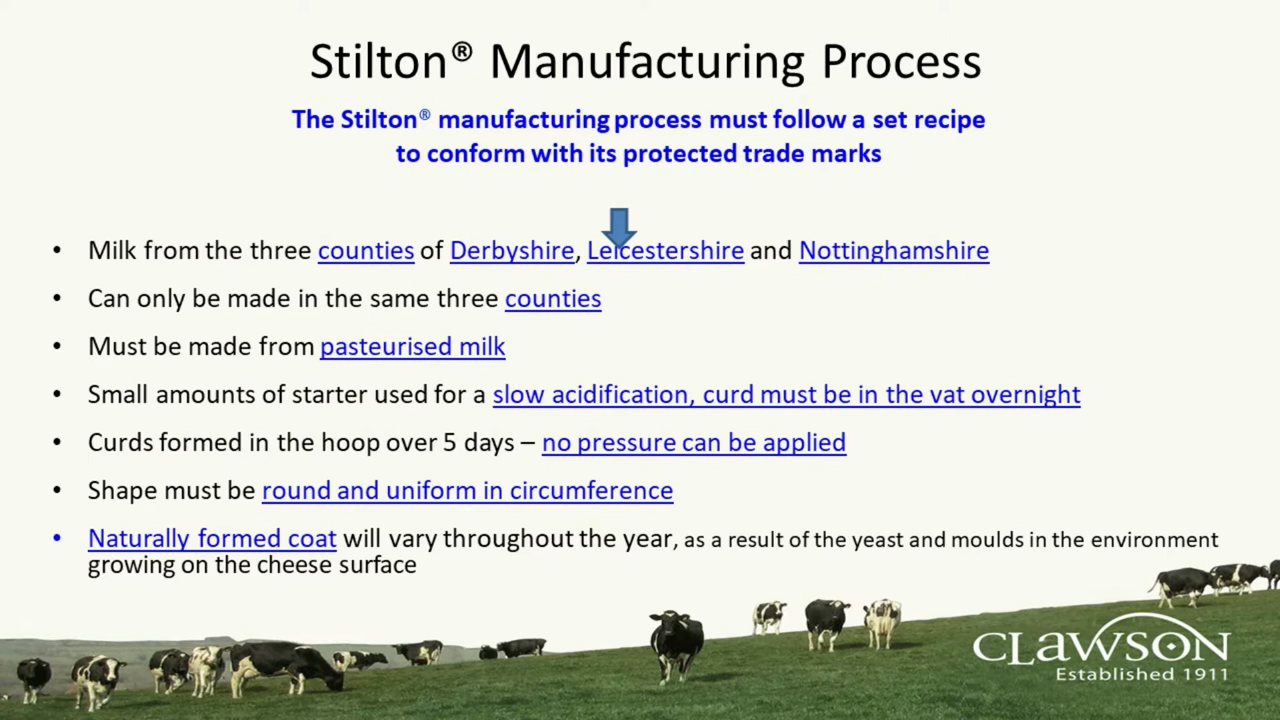 Stilton® Manufacturing Process
The Stilton® manufacturing process must follow a set recipe
to conform with its protected trade marks
• Milk from the three counties of Derbyshire, Leicestershire and Nottinghamshire
• Can only be made in the same three counties
• Must be made from pasteurised milk
• Small amounts of starter used for a slow acidification, curd must be in the vat overnight
• Curds formed in the hoop over 5 days – no pressure can be applied
• Shape must be round and uniform in circumference
• Naturally formed coat will vary throughout the year, as a result of the yeast and moulds in the environment
growing on the cheese surface
CLAWSON
Established 1911